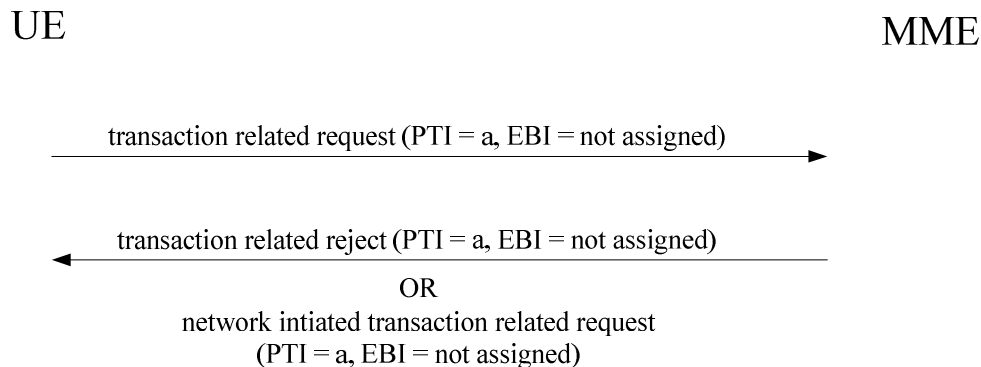 UE
MME
transaction related request (PTI = a, EBI = not assigned)
transaction related reject (PTI = a, EBI = not assigned)
OR
network intiated transaction related request
(PTI = a, EBI = not assigned)